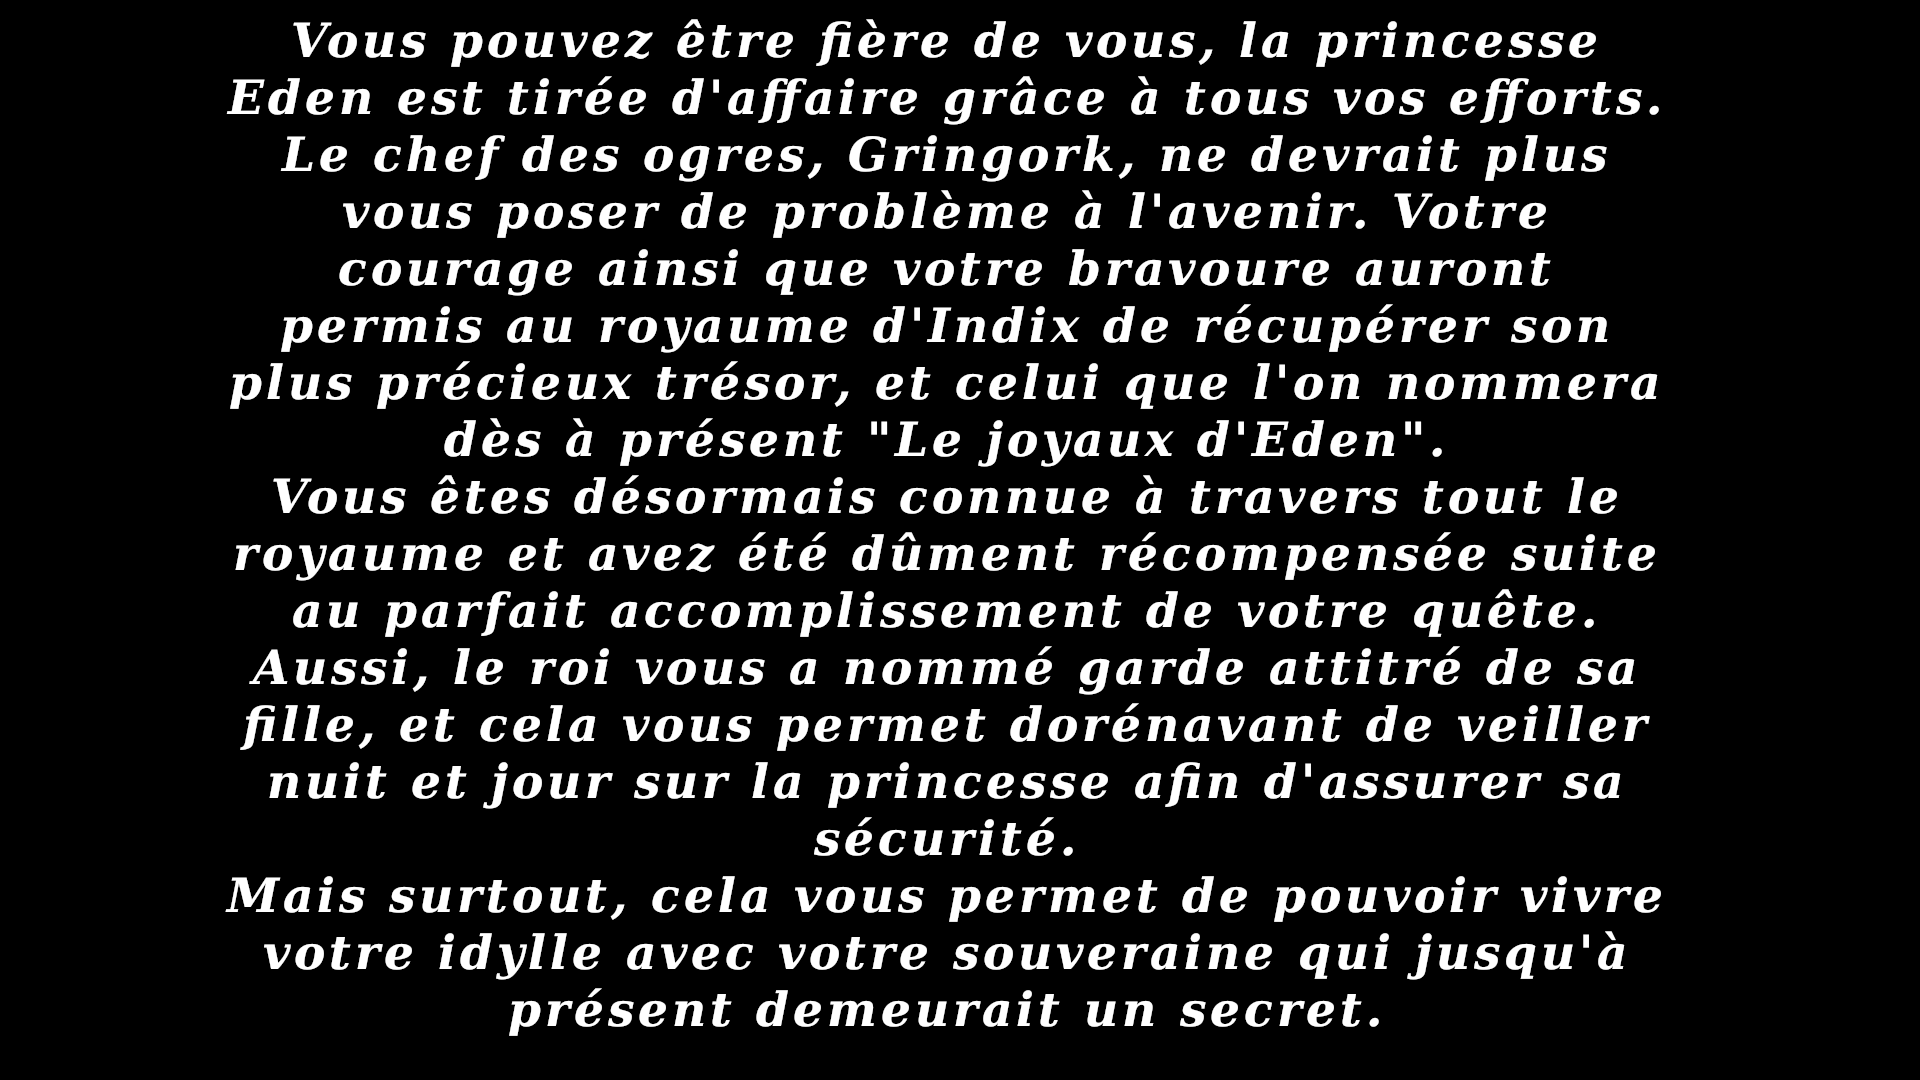 Vous pouvez être fière de vous, la princesse
Eden est tirée d'affaire grâce à tous vos efforts.
Le chef des ogres, Gringork, ne devrait plus
vous poser de problème à l'avenir. Votre
courage ainsi que votre bravoure auront
permis au royaume d'Indix de récupérer son
plus précieux trésor, et celui que l'on nommera
dès à présent "Le joyaux d'Eden".
Vous êtes désormais connue à travers tout le
royaume et avez été dûment récompensée suite
au parfait accomplissement de votre quête.
Aussi, le roi vous a nommé garde attitré de sa
fille, et cela vous permet dorénavant de veiller
nuit et jour sur la princesse afin d'assurer sa
sécurité.
Mais surtout, cela vous permet de pouvoir vivre
votre idylle avec votre souveraine qui jusqu'à
présent demeurait un secret.